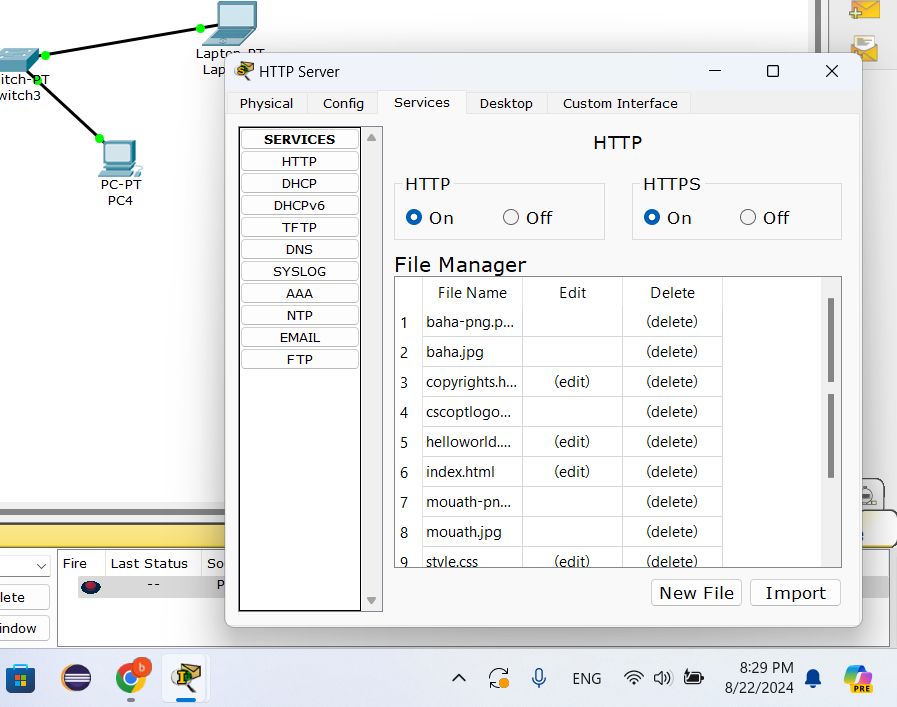 Laptop-PT
Lap
itch-PT
witch3
PC-PT
PC4
HTTP Server
Physical Config Services Desktop Custom Interface
SERVICES
HTTP
DHCP
DHCPv6
TFTP
DNS
SYSLOG
AAA
NTP
EMAIL
FTP
HTTP
HTTP
On Off
HTTPS
On Off
File Manager
File Name Edit Delete
1 baha-png.p... (delete)
2 baha.jpg (delete)
3 copyrights.h... (edit) (delete)
4 cscoptlogo... (delete)
5 helloworld.... (edit) (delete)
6 index.html (edit) (delete)
7 mouath-pn... (delete)
8 mouath.jpg (delete)
9 style.css (edit) (delete)
New File Import
Fire Last Status So
-- P
lete
indow
b
ENG
8:29 PM
8/22/2024
PRE